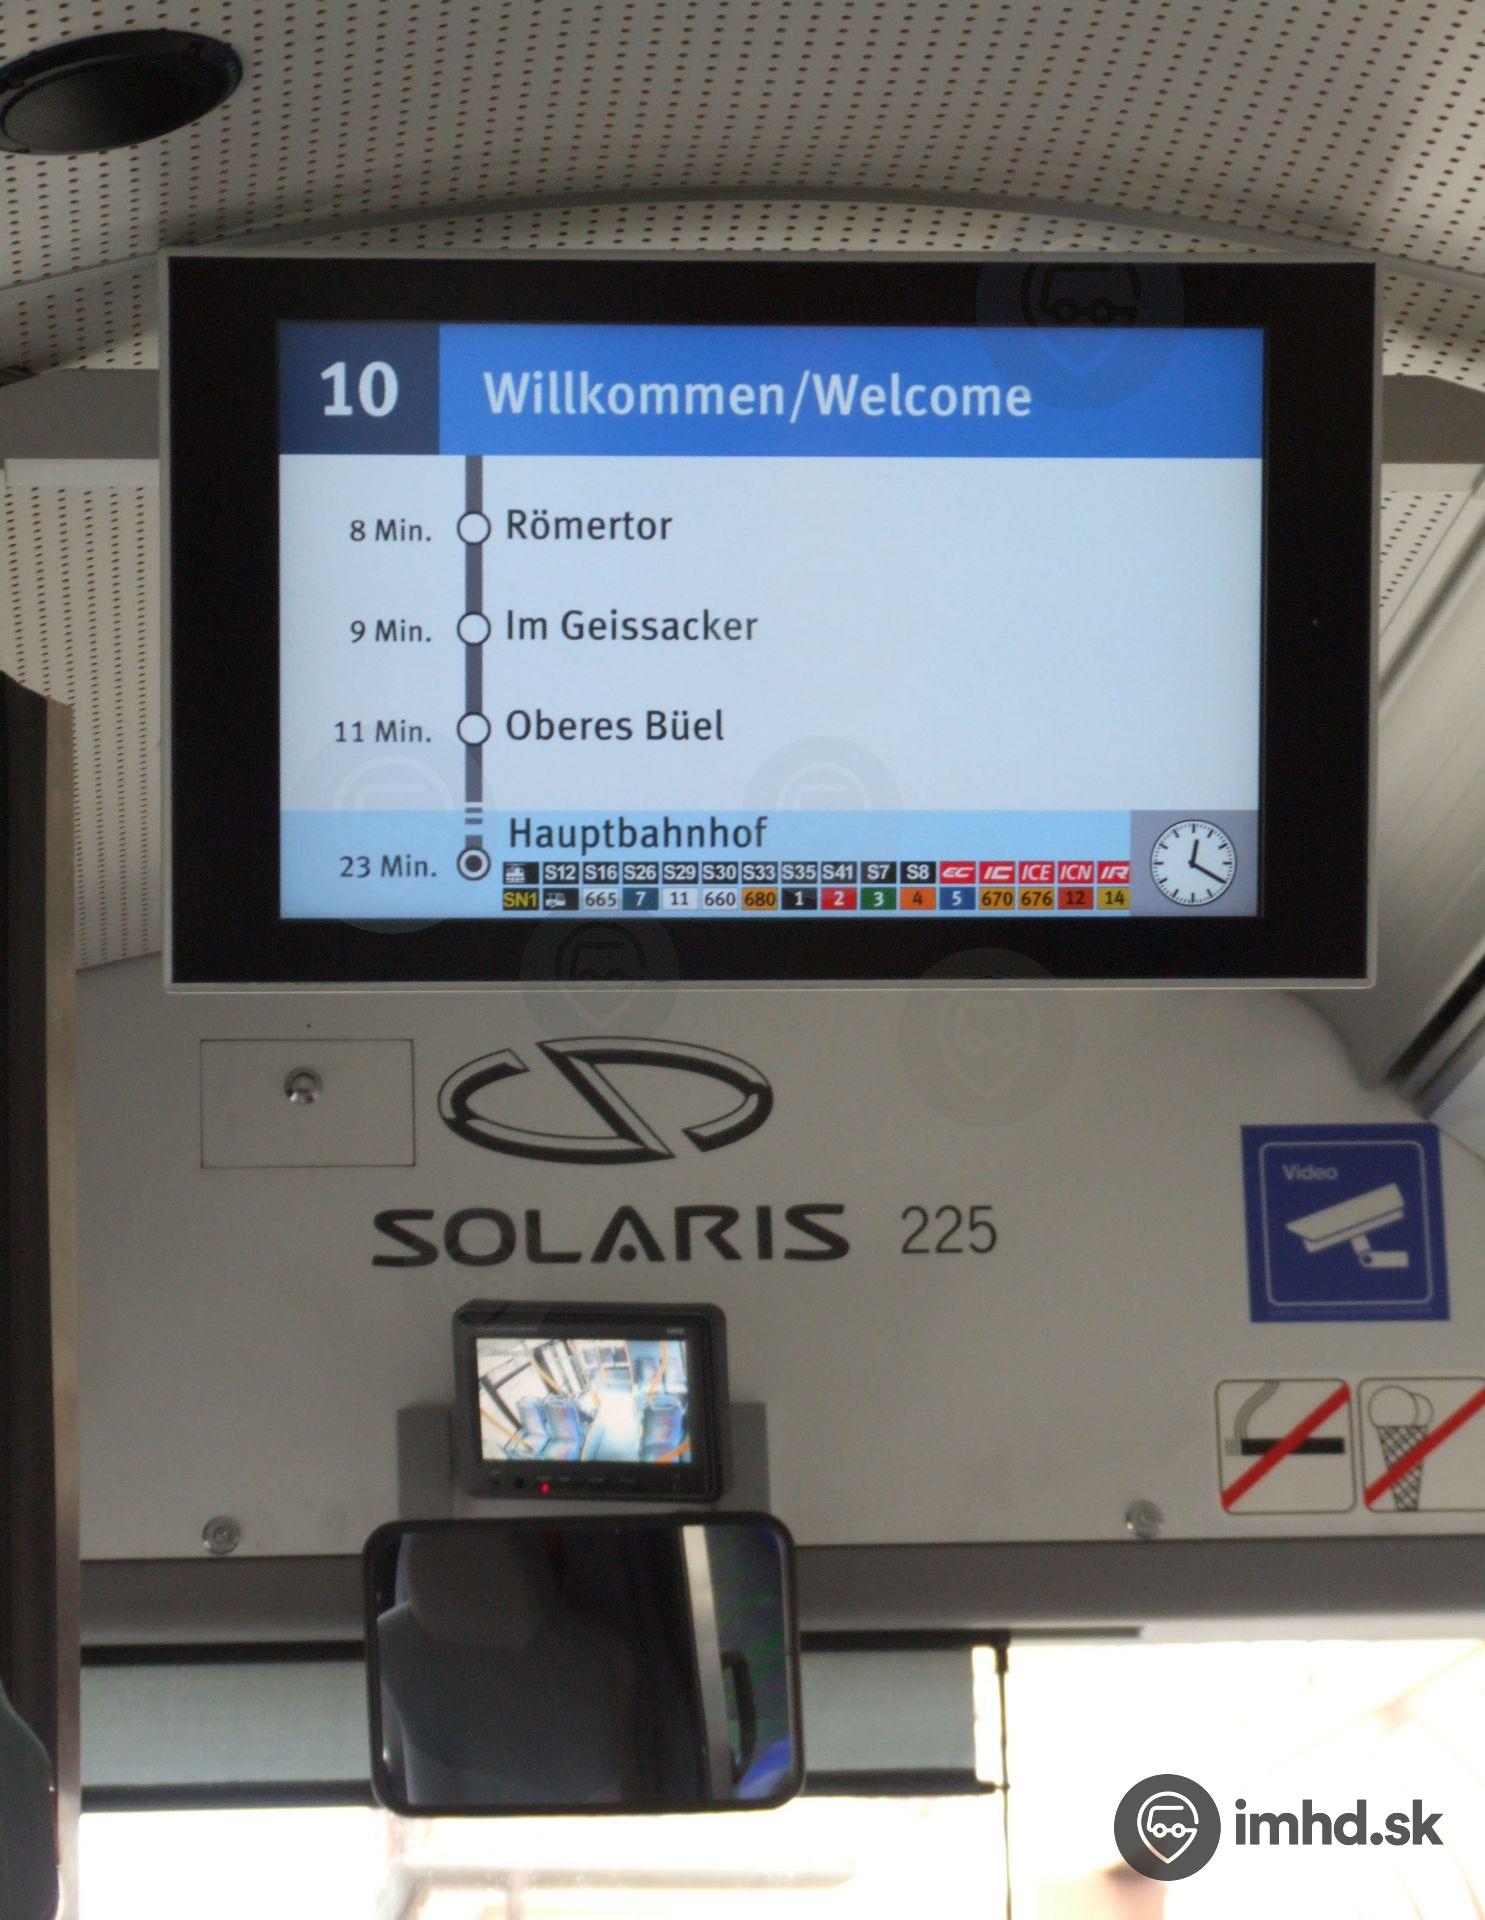 10 Willkommen/Welcome
8 Min. Römertor
9 Min. Im Geissacker
11 Min. Oberes Büel
23 Min. Hauptbahnhof
S12 S16 S26 S29 S30 S33 S35 S41 S7 S8 EC IC ICE ICN IR
SN1 665 7 11 660 680 1 2 3 4 5 670 676 12 14
Video
SOLARIS 225
imhd.sk